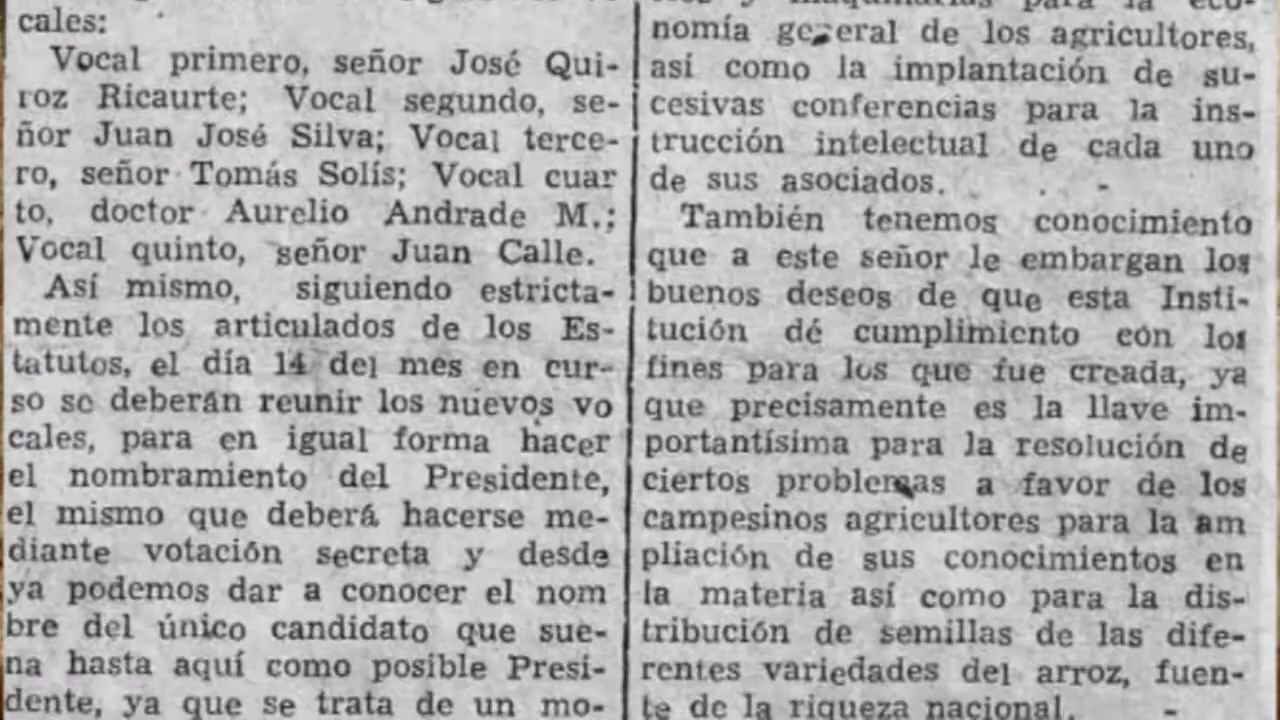 cales:
Vocal primero, señor José Qui-
roz Ricaurte; Vocal segundo, se-
ñor Juan José Silva; Vocal terce-
ro, señor Tomás Solís; Vocal cuar
to, doctor Aurelio Andrade M.;
Vocal quinto, señor Juan Calle.
Así mismo, siguiendo estricta-
mente los articulados de los Es-
tatutos, el día 14 del mes en cur-
so se deberán reunir los nuevos vo
cales, para en igual forma hacer
el nombramiento del Presidente,
el mismo que deberá hacerse me-
diante votación secreta y desde
ya podemos dar a conocer el nom
bre del único candidato que sue-
na hasta aquí como posible Presi-
dente, ya que se trata de un mo-
y maquinarias para la eco-
nomía general de los agricultores,
así como la implantación de su-
cesivas conferencias para la ins-
trucción intelectual de cada uno
de sus asociados.
También tenemos conocimiento
que a este señor le embargan los
buenos deseos de que esta Insti-
tución dé cumplimiento con los
fines para los que fue creada, ya
que precisamente es la llave im-
portantísima para la resolución de
ciertos problemas a favor de los
campesinos agricultores para la am
pliación de sus conocimientos en
la materia así como para la dis-
tribución de semillas de las dife-
rentes variedades del arroz, fuen-
te de la riqueza nacional.